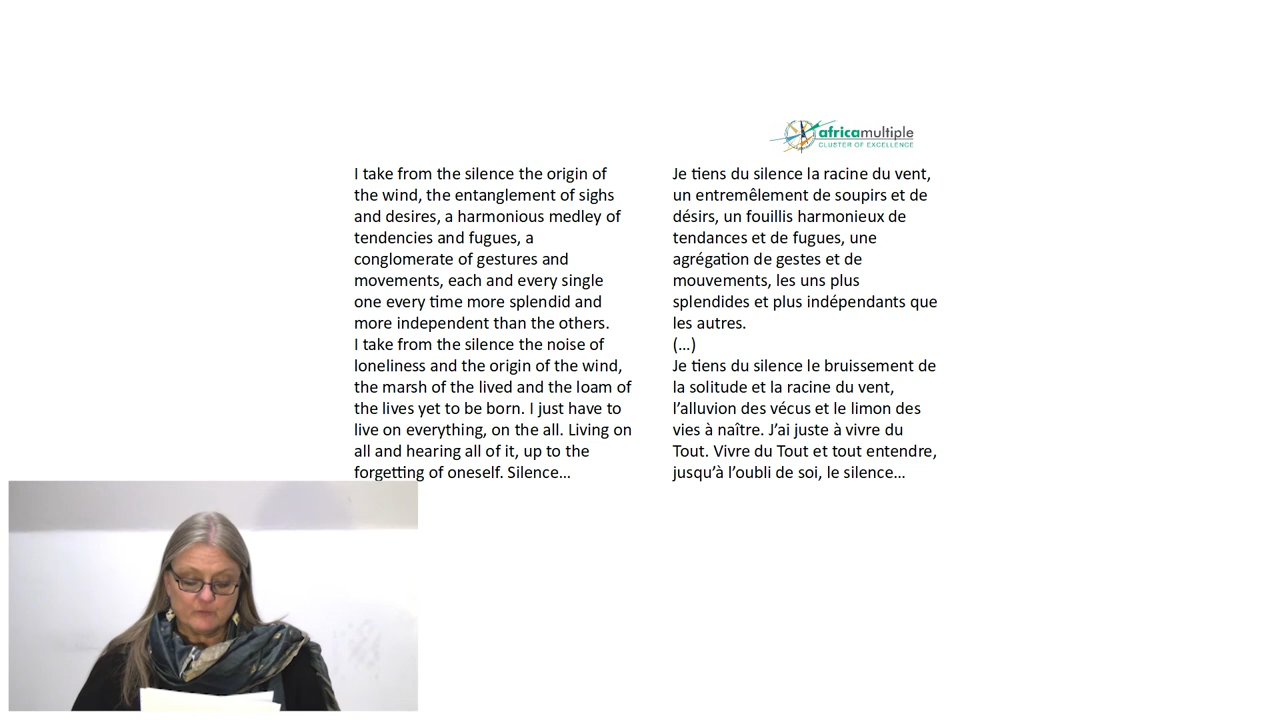 africamultiple
CLUSTER OF EXCELLENCE
I take from the silence the origin of
the wind, the entanglement of sighs
and desires, a harmonious medley of
tendencies and fugues, a
conglomerate of gestures and
movements, each and every single
one every time more splendid and
more independent than the others.
I take from the silence the noise of
loneliness and the origin of the wind,
the marsh of the lived and the loam of
the lives yet to be born. I just have to
live on everything, on the all. Living on
all and hearing all of it, up to the
forgetting of oneself. Silence...
Je tiens du silence la racine du vent,
un entremêlement de soupirs et de
désirs, un fouillis harmonieux de
tendances et de fugues, une
agrégation de gestes et de
mouvements, les uns plus
splendides et plus indépendants que
les autres.
(...)
Je tiens du silence le bruissement de
la solitude et la racine du vent,
l’alluvion des vécus et le limon des
vies à naître. J’ai juste à vivre du
Tout. Vivre du Tout et tout entendre,
jusqu’à l’oubli de soi, le silence...